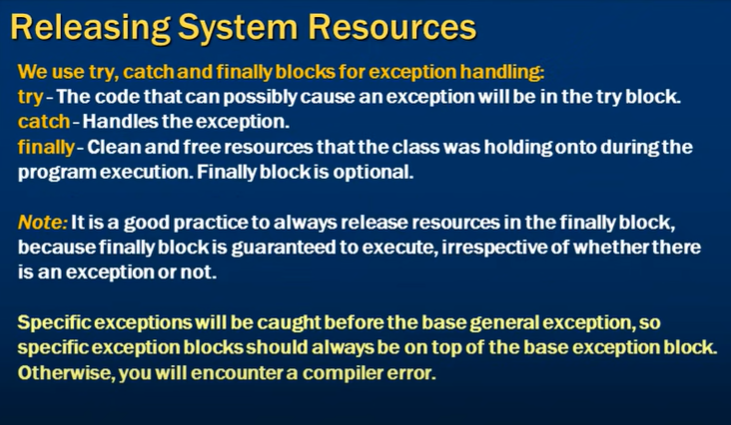 Releasing System Resources
We use try, catch and finally blocks for exception handling:
try - The code that can possibly cause an exception will be in the try block.
catch - Handles the exception.
finally - Clean and free resources that the class was holding onto during the
program execution. Finally block is optional.
Note: It is a good practice to always release resources in the finally block,
because finally block is guaranteed to execute, irrespective of whether there
is an exception or not.
Specific exceptions will be caught before the base general exception, so
specific exception blocks should always be on top of the base exception block.
Otherwise, you will encounter a compiler error.